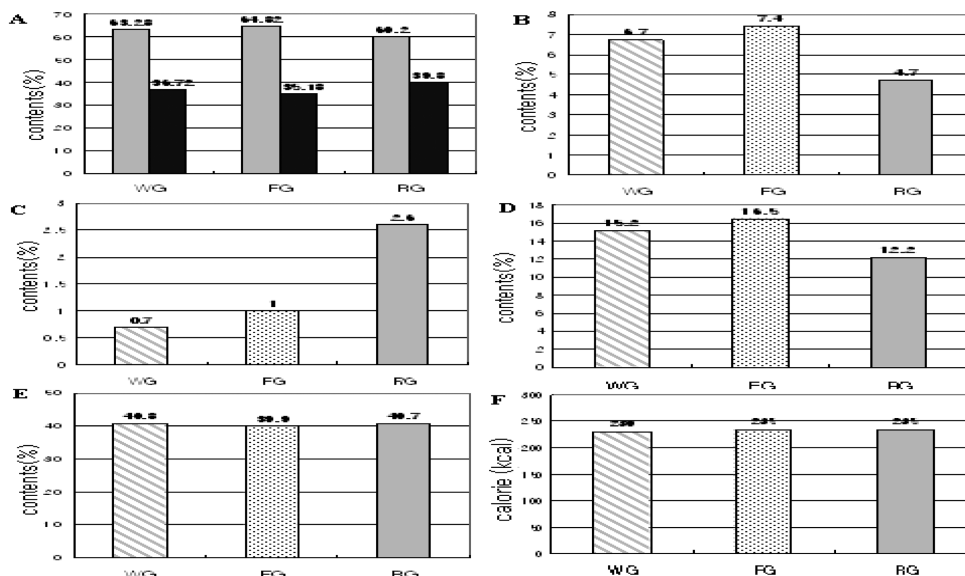 A
contents(%)
70
60
50
40
30
20
10
0
63.28
36.72
64.82
35.18
60.2
39.8
WG
FG
RG
B
contents(%)
8
7
6
5
4
3
2
1
0
6.7
7.4
4.7
WG
FG
RG
C
contents(%)
3
2.5
2
1.5
1
0.5
0
0.7
1
2.6
WG
FG
RG
D
contents(%)
18
16
14
12
10
8
6
4
2
0
15.2
16.5
12.2
WG
FG
RG
E
contents(%)
50
40
30
20
10
0
40.8
39.9
40.7
WG
FG
RG
F
calorie (kcal)
300
250
200
150
100
50
0
230
235
235
WG
FG
RG